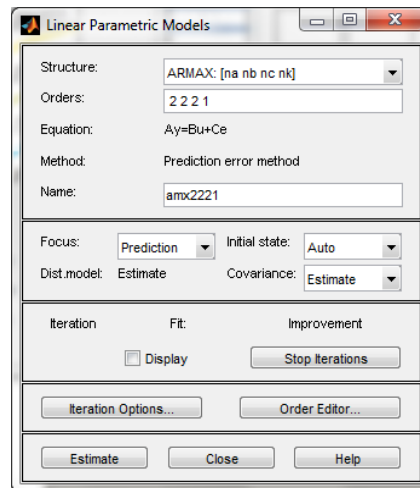 Linear Parametric Models
Structure: ARMAX: [na nb nc nk]
Orders: 2 2 2 1
Equation: Ay=Bu+Ce
Method: Prediction error method
Name: amx2221
Focus: Prediction Initial state: Auto
Dist.model: Estimate Covariance: Estimate
Iteration Fit: Improvement
Display Stop Iterations
Iteration Options... Order Editor...
Estimate Close Help